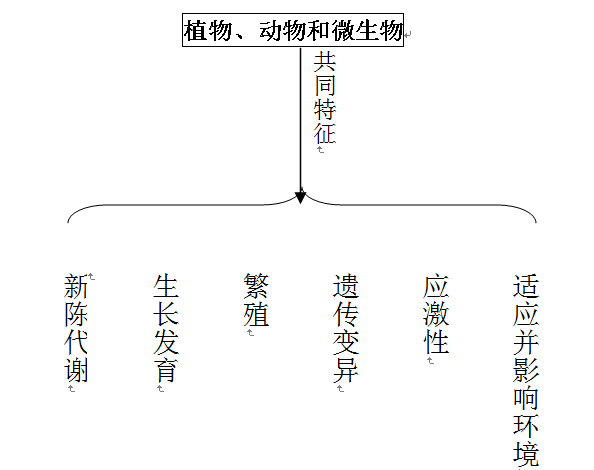 植物、动物和微生物
共同特征
新陈代谢
生长发育
繁殖
遗传变异
应激性
适应并影响环境